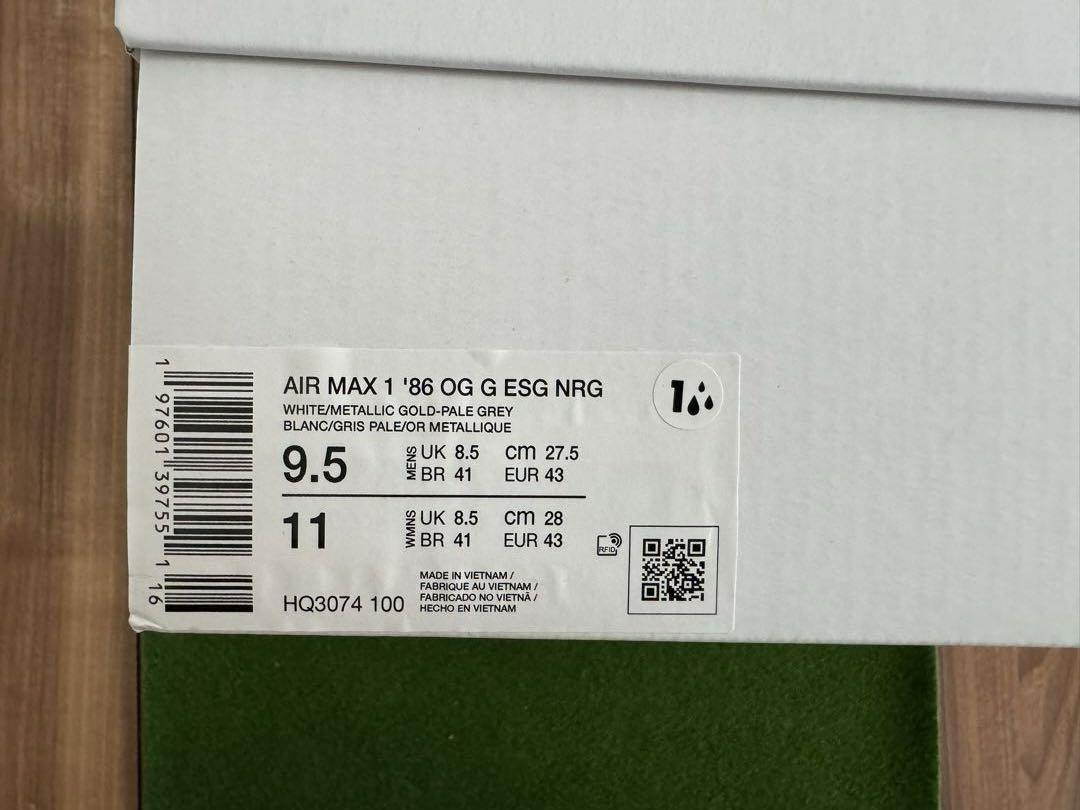 AIR MAX 1 '86 OG G ESG NRG
WHITE/METALLIC GOLD-PALE GREY
BLANC/GRIS PALE/OR METALLIQUE
9.5 MENS UK 8.5 cm 27.5
BR 41 EUR 43
11 WMNS UK 8.5 cm 28
BR 41 EUR 43
RFID
MADE IN VIETNAM /
FABRIQUE AU VIETNAM /
FABRICADO NO VIETNÃ /
HECHO EN VIETNAM
HQ3074 100
1 97601 39755 1 16
1